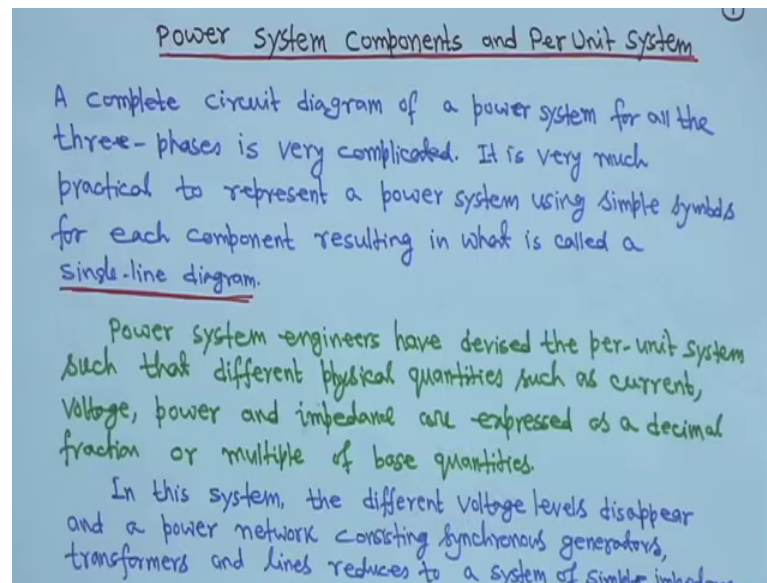 1
Power System Components and Per Unit System
A complete circuit diagram of a power system for all the
three-phases is very complicated. It is very much
practical to represent a power system using simple symbols
for each component resulting in what is called a
single-line diagram.
Power system engineers have devised the per-unit system
such that different physical quantities such as current,
voltage, power and impedance are expressed as a decimal
fraction or multiple of base quantities.
In this system, the different voltage levels disappear
and a power network consisting synchronous generators,
transformers and lines reduces to a system of simple